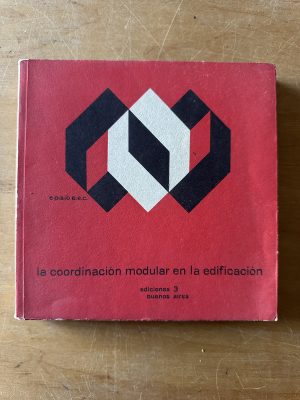 la coordinación modular en la edificación
ediciones 3
buenos aires